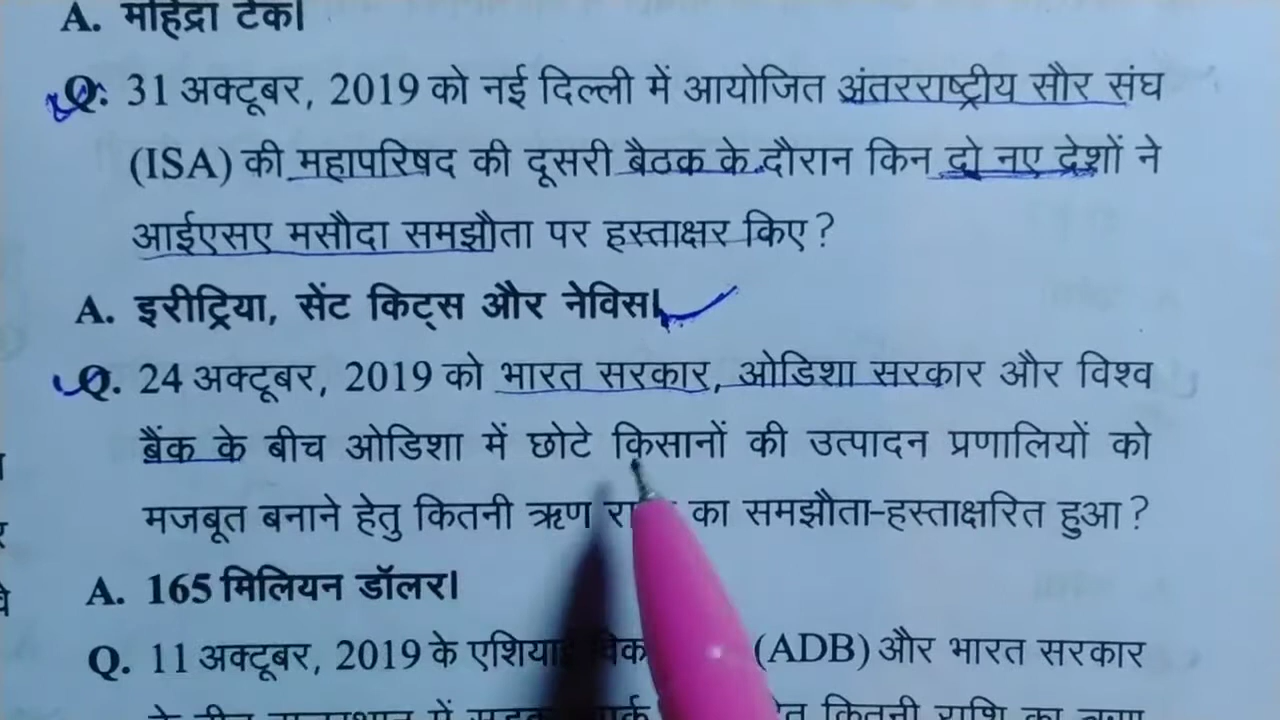 A. महिंद्रा टेक।
Q. 31 अक्टूबर, 2019 को नई दिल्ली में आयोजित अंतरराष्ट्रीय सौर संघ
(ISA) की महापरिषद की दूसरी बैठक के दौरान किन दो नए देशों ने
आईएसए मसौदा समझौता पर हस्ताक्षर किए?
A. इरीट्रिया, सेंट किट्स और नेविस।
Q. 24 अक्टूबर, 2019 को भारत सरकार, ओडिशा सरकार और विश्व
बैंक के बीच ओडिशा में छोटे किसानों की उत्पादन प्रणालियों को
मजबूत बनाने हेतु कितनी ऋण का समझौता-हस्ताक्षरित हुआ?
A. 165 मिलियन डॉलर।
Q. 11 अक्टूबर, 2019 के (ADB) और भारत सरकार
कितनी राशि का